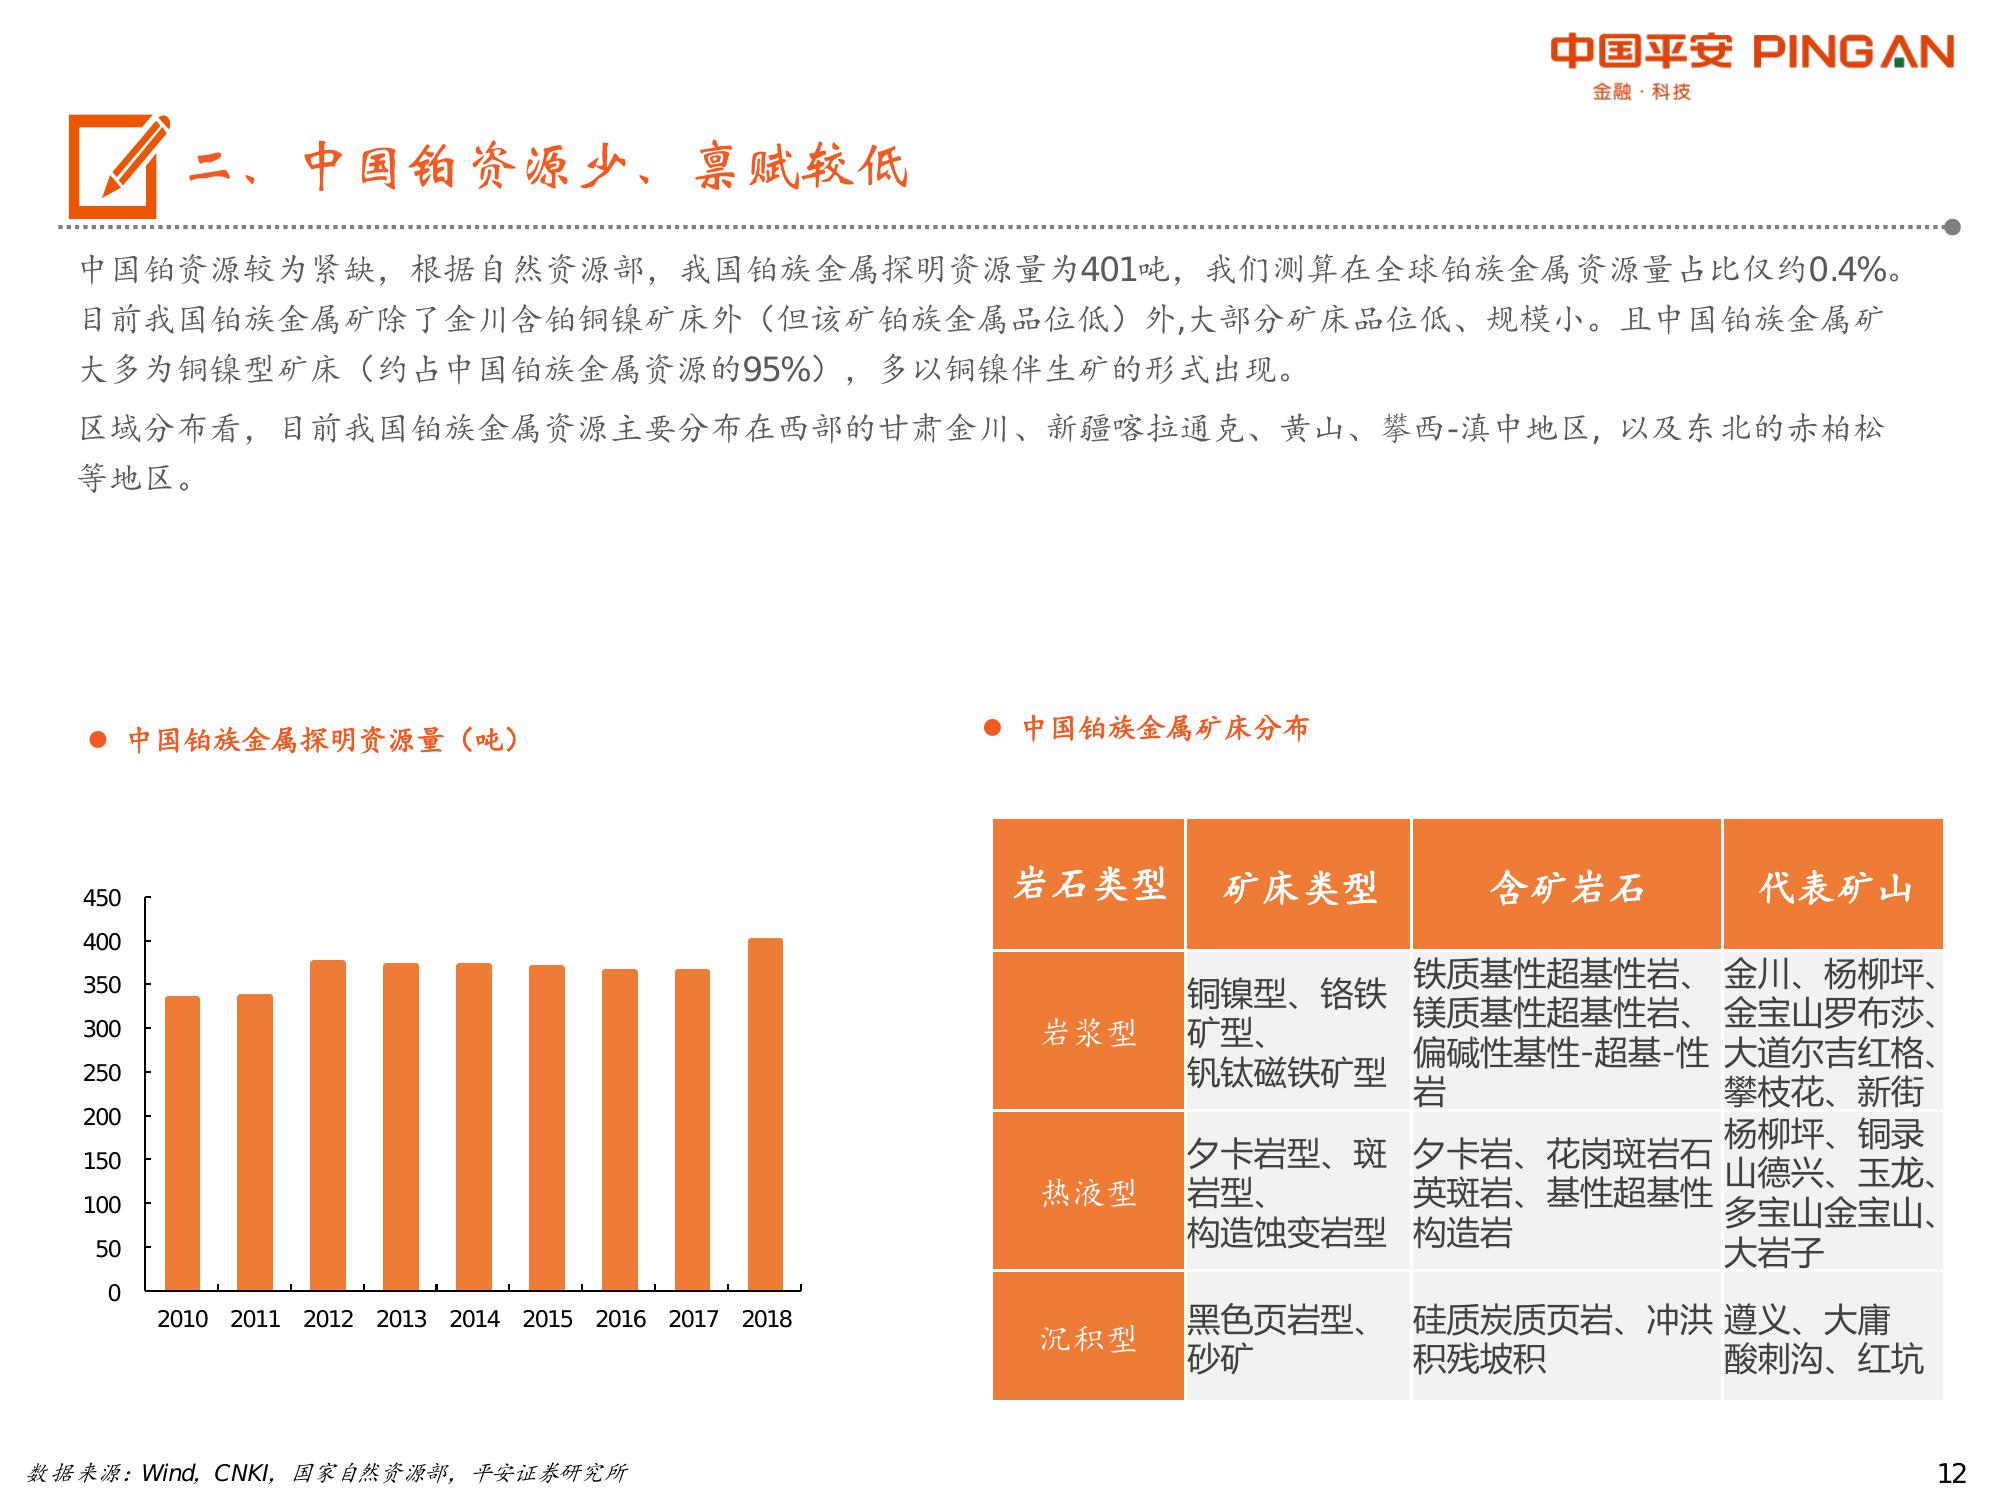 中国平安 PING AN
金融·科技
二、中国铂资源少、禀赋较低
中国铂资源较为紧缺，根据自然资源部，我国铂族金属探明资源量为401吨，我们测算在全球铂族金属资源量占比仅约0.4%。
目前我国铂族金属矿除了金川含铂铜镍矿床外（但该矿铂族金属品位低）外,大部分矿床品位低、规模小。且中国铂族金属矿
大多为铜镍型矿床（约占中国铂族金属资源的95%），多以铜镍伴生矿的形式出现。
区域分布看，目前我国铂族金属资源主要分布在西部的甘肃金川、新疆喀拉通克、黄山、攀西-滇中地区, 以及东北的赤柏松
等地区。
中国铂族金属探明资源量（吨）
450
400
350
300
250
200
150
100
50
0
2010 2011 2012 2013 2014 2015 2016 2017 2018
中国铂族金属矿床分布
岩石类型 矿床类型 含矿岩石 代表矿山
岩浆型
铜镍型、铬铁
矿型、
钒钛磁铁矿型
铁质基性超基性岩、
镁质基性超基性岩、
偏碱性基性-超基-性
岩
金川、杨柳坪、
金宝山罗布莎、
大道尔吉红格、
攀枝花、新街
热液型
夕卡岩型、斑
岩型、
构造蚀变岩型
夕卡岩、花岗斑岩石
英斑岩、基性超基性
构造岩
杨柳坪、铜录
山德兴、玉龙、
多宝山金宝山、
大岩子
沉积型
黑色页岩型、
砂矿
硅质炭质页岩、冲洪
积残坡积
遵义、大庸
酸刺沟、红坑
数据来源：Wind，CNKI，国家自然资源部，平安证券研究所
12